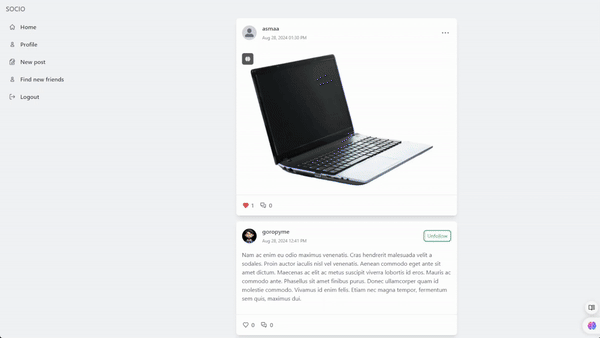 SOCIO
Home
Profile
New post
Find new friends
Logout
asmaa
Aug 28, 2024 01:30 PM
1 0
goropyme
Aug 28, 2024 13:41 PM
Unfollow
Nam ac enim eu odio maximus venenatis. Cras hendrerit malesuada velit a
sodales. Proin auctor iaculis nisl vel venenatis. Aenean commodo eget ante sit
amet dictum. Maecenas ac elit ac metus suscipit viverra lobortis id eros. Mauris ac
commodo ante. Phasellus sit amet finibus purus. Donec ullamcorper quam id
molestie commodo. Vivamus id enim felis. Etiam nec magna tempor, fermentum
sem quis, maximus dui.
0 0